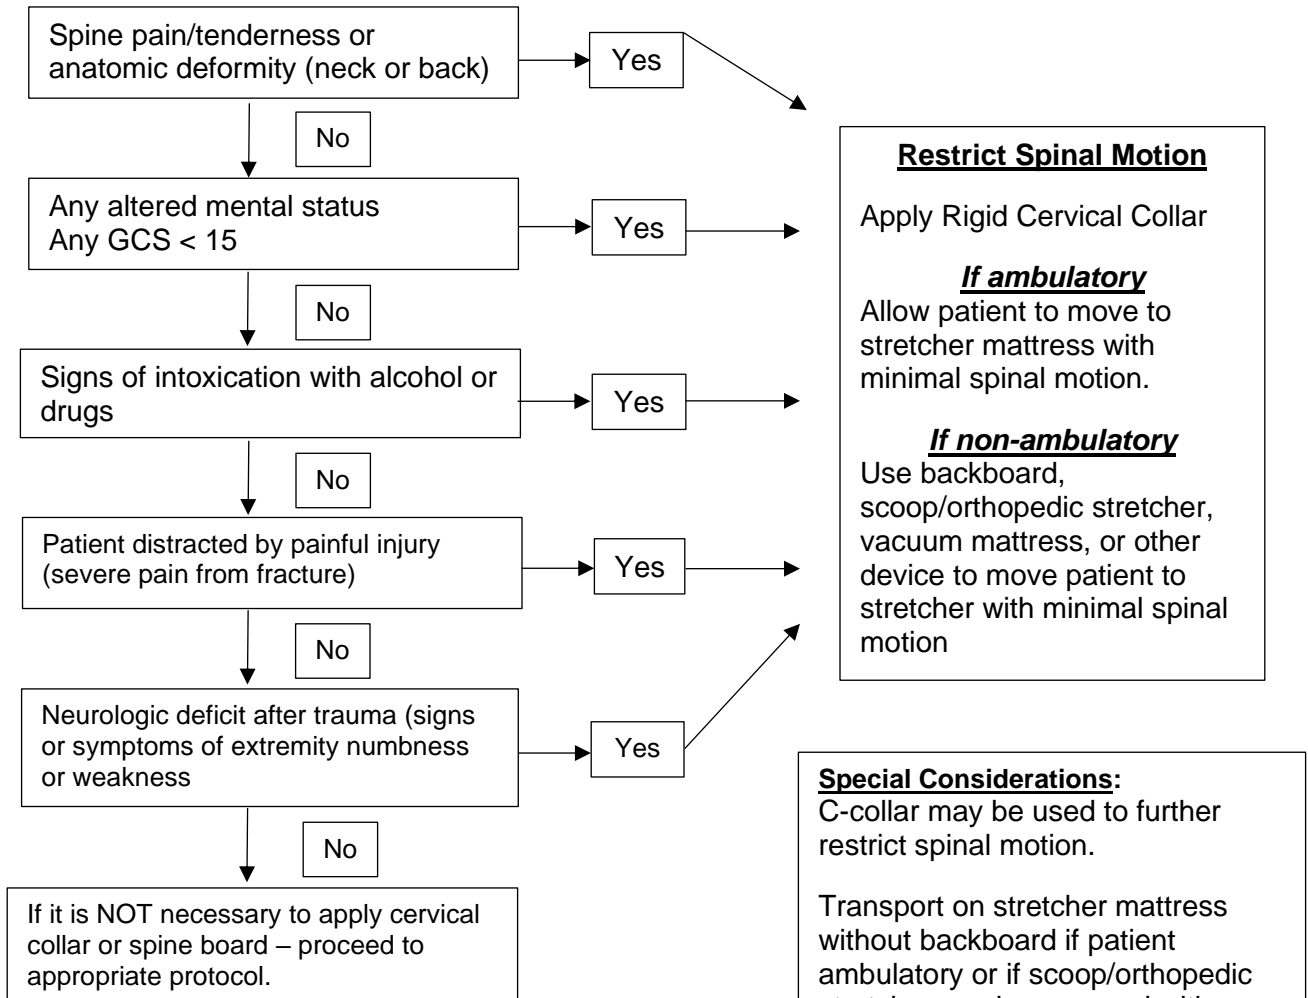 Spine pain/tenderness or
anatomic deformity (neck or back)
Yes
No
Any altered mental status
Any GCS < 15
Yes
No
Signs of intoxication with alcohol or
drugs
Yes
No
Patient distracted by painful injury
(severe pain from fracture)
Yes
No
Neurologic deficit after trauma (signs
or symptoms of extremity numbness
or weakness
Yes
No
If it is NOT necessary to apply cervical
collar or spine board – proceed to
appropriate protocol.
Restrict Spinal Motion
Apply Rigid Cervical Collar
If ambulatory
Allow patient to move to
stretcher mattress with
minimal spinal motion.
If non-ambulatory
Use backboard,
scoop/orthopedic stretcher,
vacuum mattress, or other
device to move patient to
stretcher with minimal spinal
motion
Special Considerations:
C-collar may be used to further
restrict spinal motion.
Transport on stretcher mattress
without backboard if patient
ambulatory or if scoop/orthopedic